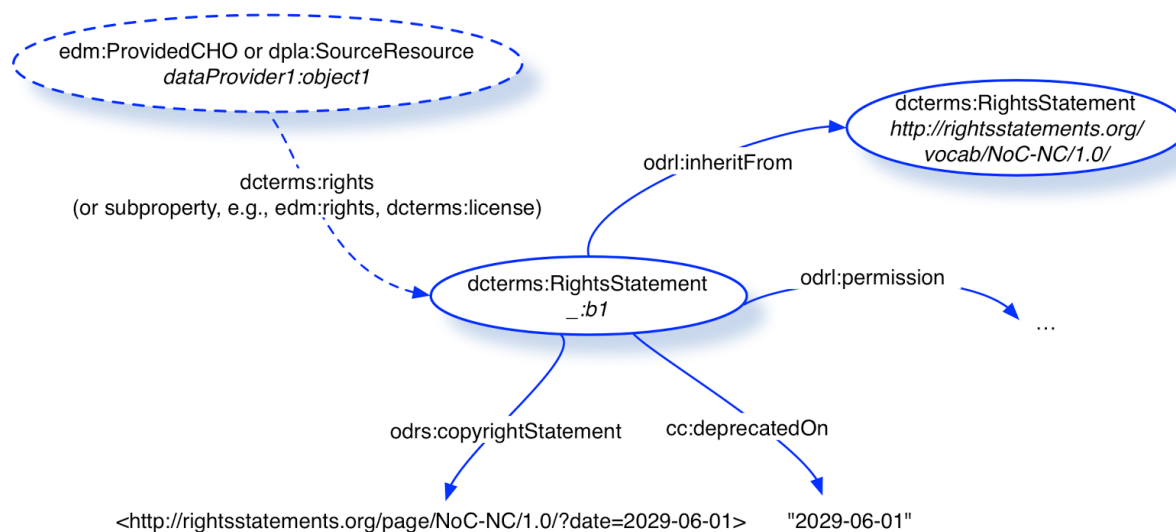 edm:ProvidedCHO or dpla:SourceResource
dataProvider1:object1
dcterms:RightsStatement
http://rightsstatements.org/
vocab/NoC-NC/1.0/
odrl:inheritFrom
dcterms:rights
(or subproperty, e.g., edm:rights, dcterms:license)
dcterms:RightsStatement
_:b1
odrl:permission
...
odrs:copyrightStatement
cc:deprecatedOn
<http://rightsstatements.org/page/NoC-NC/1.0/?date=2029-06-01>
"2029-06-01"